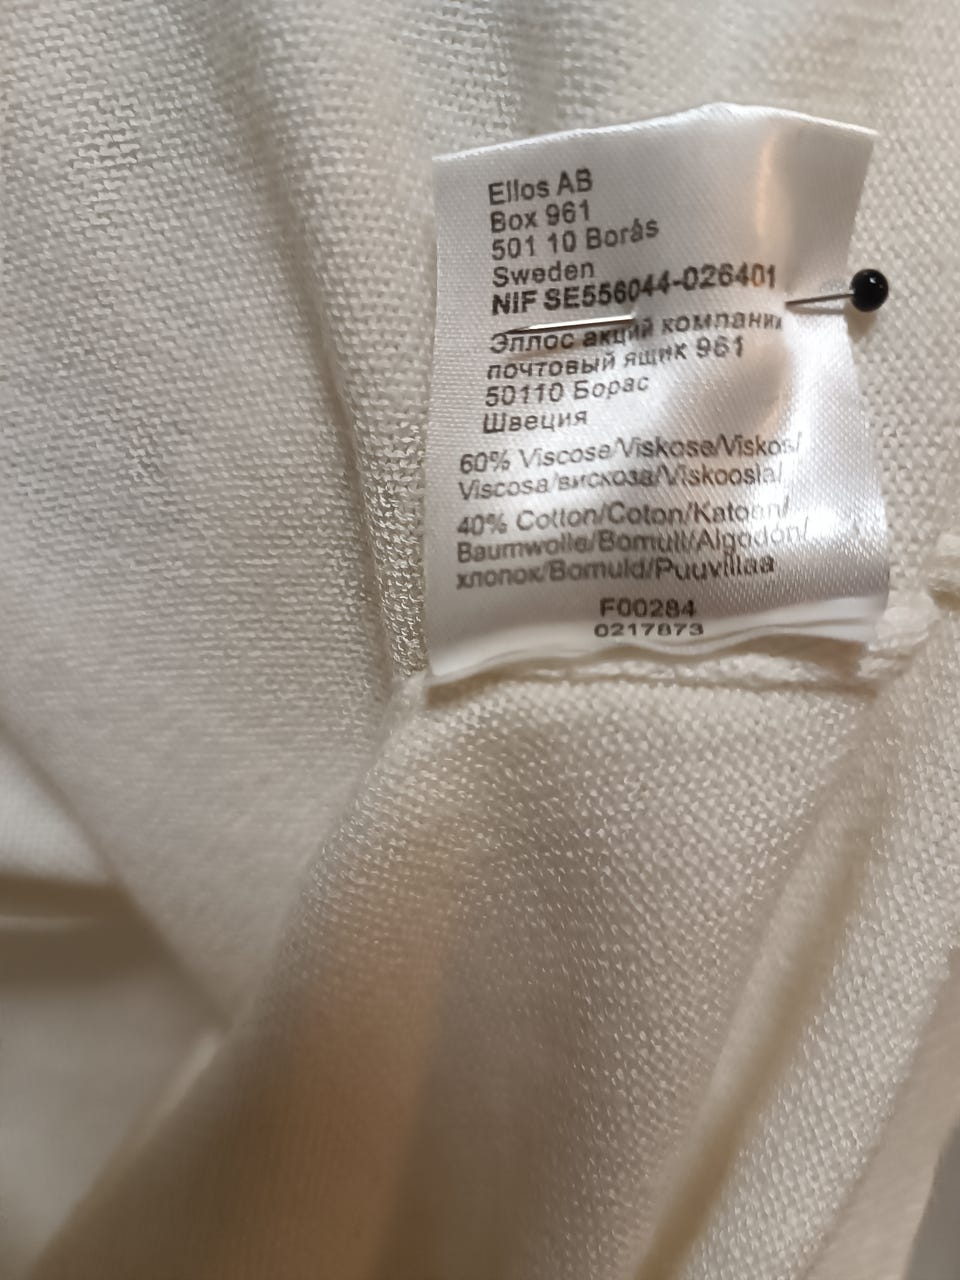 Ellos AB
Box 961
501 10 Borås
Sweden
NIF SE556044-026401
Эллос акций компании
почтовый ящик 961
50110 Борас
Швеция
60% Viscose/Viskose/Viskos/
Viscosa/вискоза/Viskoosia/
40% Cotton/Coton/Katoen/
Baumwolle/Bomull/Algodón/
хлопок/Bomuld/Puuvillaa
F00284
0217873